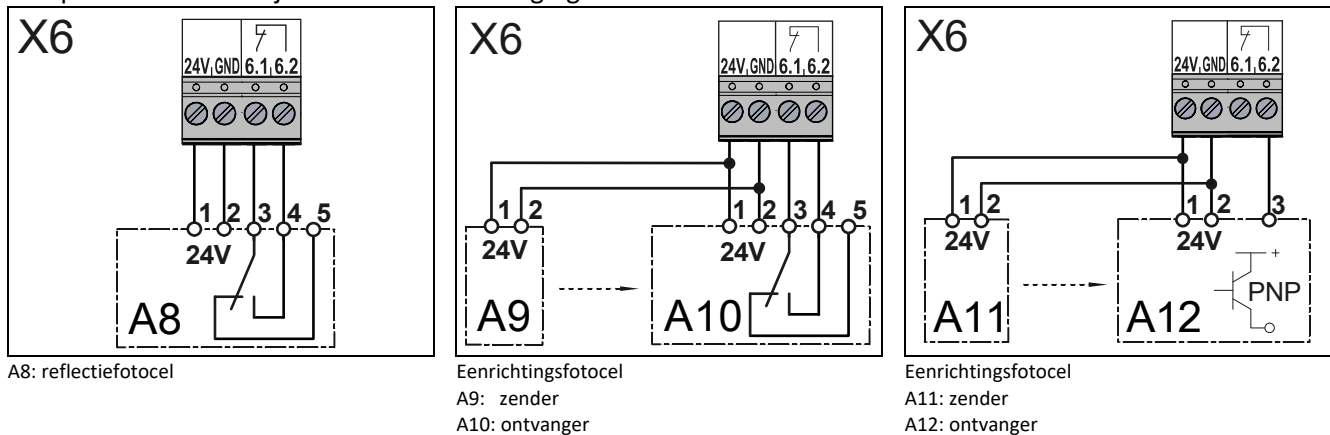 X6
24V GND 6.1 6.2
1 2 3 4 5
24V
A8
A8: reflectiefotocel
X6
24V GND 6.1 6.2
1 2 1 2 3 4 5
24V 24V
A9 A10
Eenrichtingsfotocel
A9: zender
A10: ontvanger
X6
24V GND 6.1 6.2
1 2 1 2 3
24V 24V
+
PNP
A11 A12
Eenrichtingsfotocel
A11: zender
A12: ontvanger